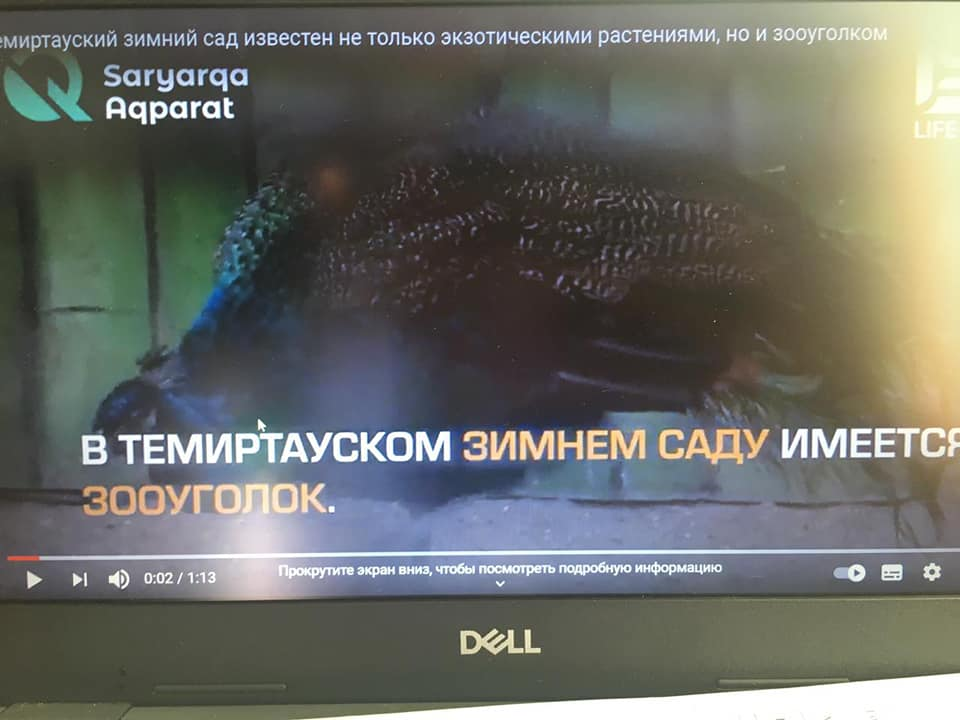 емиртауский зимний сад известен не только экзотическими растениями, но и зооуголком
Saryarqa
Aqparat
LIFE
В ТЕМИРТАУСКОМ ЗИМНЕМ САДУ ИМЕЕТСЯ
ЗООУГОЛОК.
0:02 / 1:13
Прокрутите экран вниз, чтобы посмотреть подробную информацию
DELL